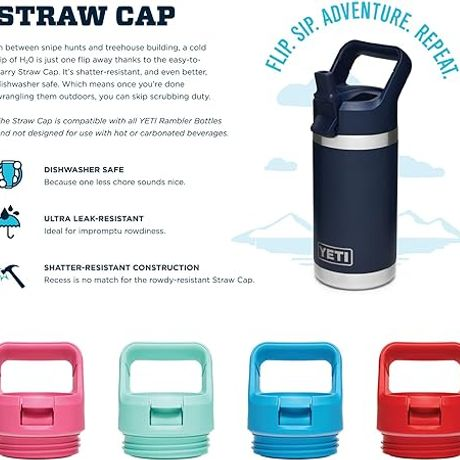 STRAW CAP
FLIP. SIP. ADVENTURE. REPEAT.
n between snipe hunts and treehouse building, a cold
ip of H₂0 is just one flip away thanks to the easy-to-
arry Straw Cap. It's shatter-resistant, and even better,
ishwasher safe. Which means once you're done
wrangling them outdoors, you can skip scrubbing duty.
The Straw Cap is compatible with all YETI Rambler Bottles
nd not designed for use with hot or carbonated beverages.
DISHWASHER SAFE
Because one less chore sounds nice.
ULTRA LEAK-RESISTANT
Ideal for impromptu rowdiness.
SHATTER-RESISTANT CONSTRUCTION
Recess is no match for the rowdy-resistant Straw Cap.
YETI